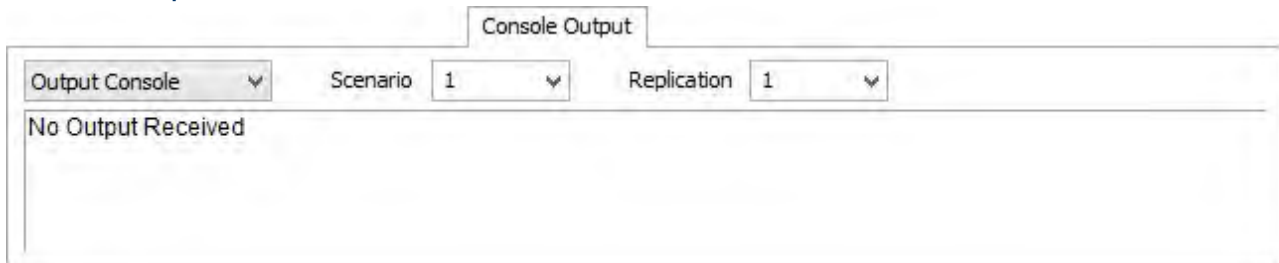 Console Output
Output Console Scenario 1 Replication 1
No Output Received